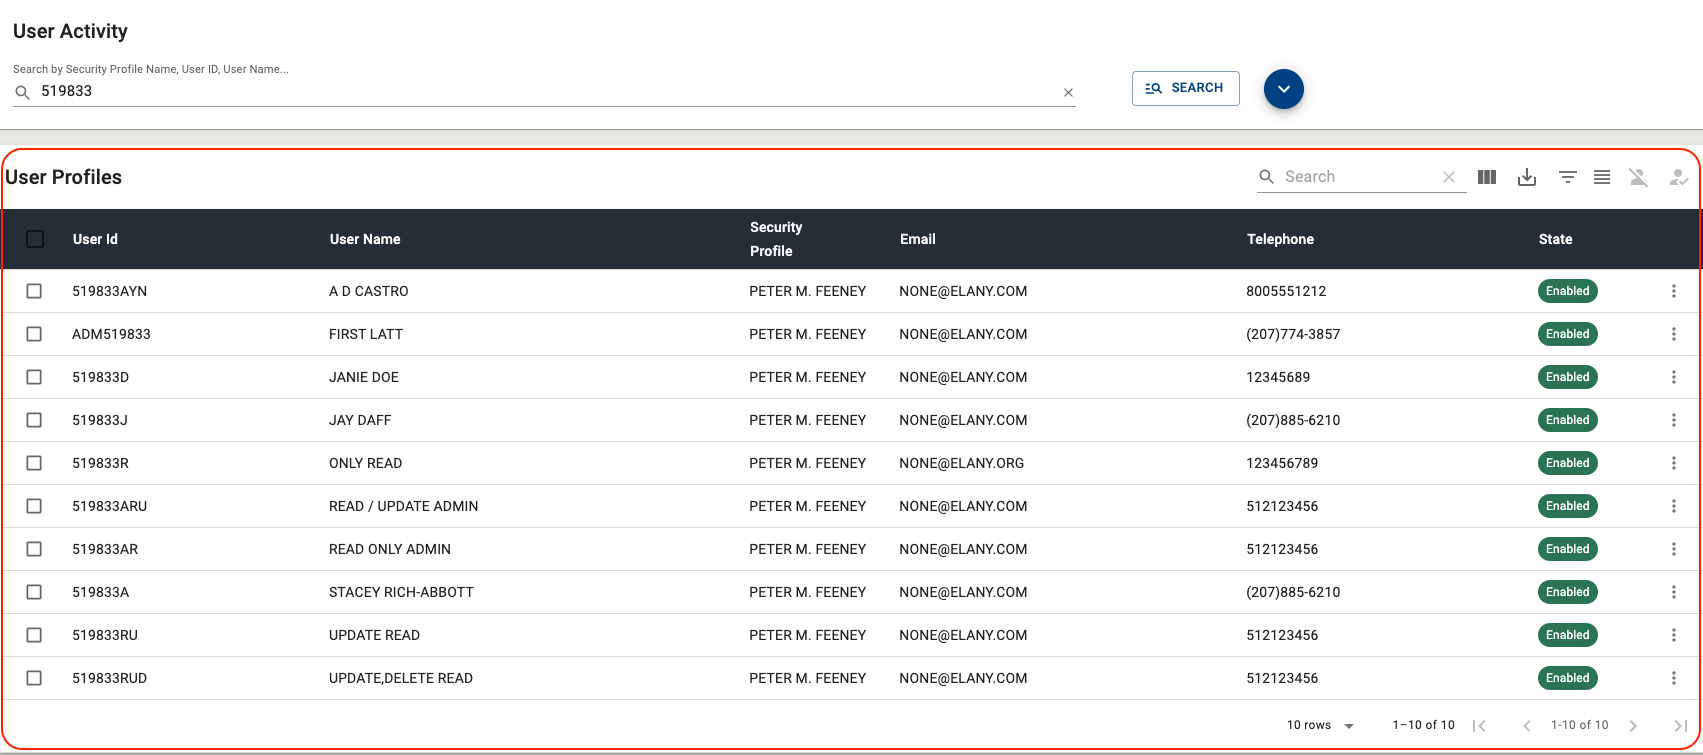 User Activity
Search by Security Profile Name, User ID, User Name...
519833
SEARCH
User Profiles
Search
User Id User Name Security Profile Email Telephone State
519833AYN A D CASTRO PETER M. FEENEY NONE@ELANY.COM 8005551212 Enabled
ADM519833 FIRST LATT PETER M. FEENEY NONE@ELANY.COM (207)774-3857 Enabled
519833D JANIE DOE PETER M. FEENEY NONE@ELANY.COM 12345689 Enabled
519833J JAY DAFF PETER M. FEENEY NONE@ELANY.COM (207)885-6210 Enabled
519833R ONLY READ PETER M. FEENEY NONE@ELANY.ORG 123456789 Enabled
519833ARU READ / UPDATE ADMIN PETER M. FEENEY NONE@ELANY.COM 512123456 Enabled
519833AR READ ONLY ADMIN PETER M. FEENEY NONE@ELANY.COM 512123456 Enabled
519833A STACEY RICH-ABBOTT PETER M. FEENEY NONE@ELANY.COM (207)885-6210 Enabled
519833RU UPDATE READ PETER M. FEENEY NONE@ELANY.COM 512123456 Enabled
519833RUD UPDATE,DELETE READ PETER M. FEENEY NONE@ELANY.COM 512123456 Enabled
10 rows 1–10 of 10 1-10 of 10